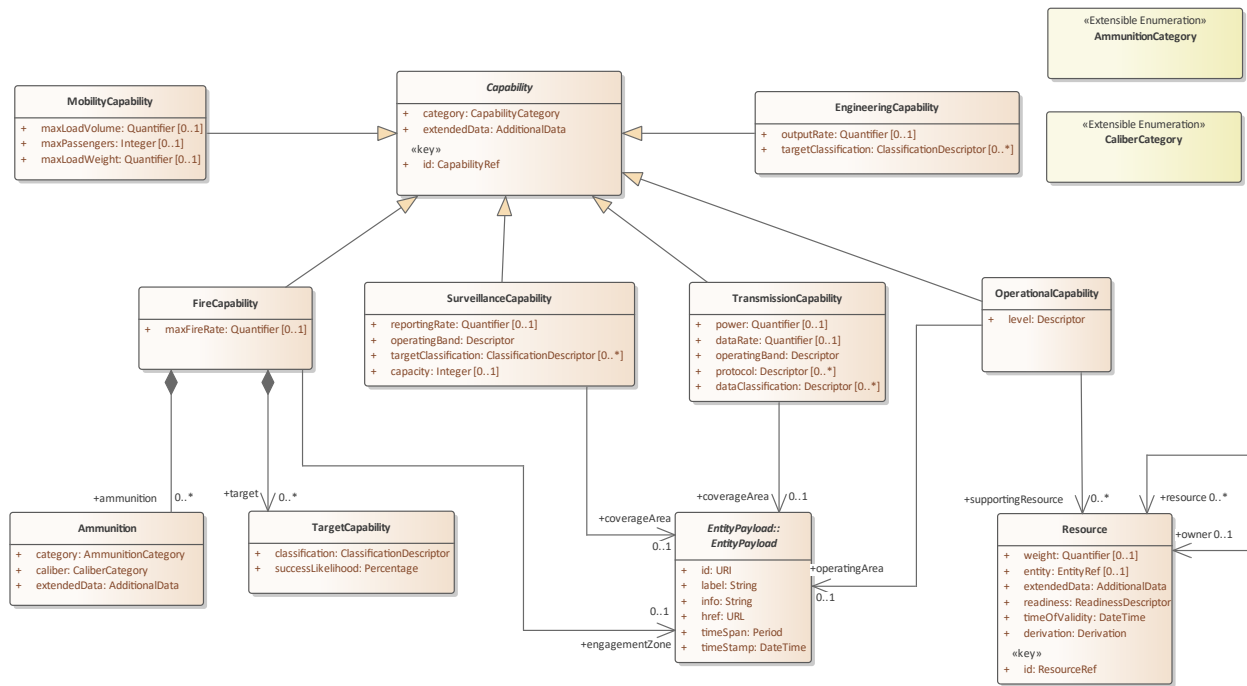 «Extensible Enumeration»
AmmunitionCategory
«Extensible Enumeration»
CaliberCategory
MobilityCapability
+ maxLoadVolume: Quantifier [0..1]
+ maxPassengers: Integer [0..1]
+ maxLoadWeight: Quantifier [0..1]
Capability
+ category: CapabilityCategory
+ extendedData: AdditionalData
«key»
+ id: CapabilityRef
EngineeringCapability
+ outputRate: Quantifier [0..1]
+ targetClassification: ClassificationDescriptor [0..*]
FireCapability
+ maxFireRate: Quantifier [0..1]
SurveillanceCapability
+ reportingRate: Quantifier [0..1]
+ operatingBand: Descriptor
+ targetClassification: ClassificationDescriptor [0..*]
+ capacity: Integer [0..1]
TransmissionCapability
+ power: Quantifier [0..1]
+ dataRate: Quantifier [0..1]
+ operatingBand: Descriptor
+ protocol: Descriptor [0..*]
+ dataClassification: Descriptor [0..*]
OperationalCapability
+ level: Descriptor
+ammunition 0..*
+target 0..*
+coverageArea
0..1
+coverageArea 0..1
+supportingResource 0..*
+resource 0..*
+owner 0..1
+operatingArea
0..1
0..1
+engagementZone
Ammunition
+ category: AmmunitionCategory
+ caliber: CaliberCategory
+ extendedData: AdditionalData
TargetCapability
+ classification: ClassificationDescriptor
+ successLikelihood: Percentage
EntityPayload::
EntityPayload
+ id: URI
+ label: String
+ info: String
+ href: URL
+ timeSpan: Period
+ timeStamp: DateTime
Resource
+ weight: Quantifier [0..1]
+ entity: EntityRef [0..1]
+ extendedData: AdditionalData
+ readiness: ReadinessDescriptor
+ timeOfValidity: DateTime
+ derivation: Derivation
«key»
+ id: ResourceRef